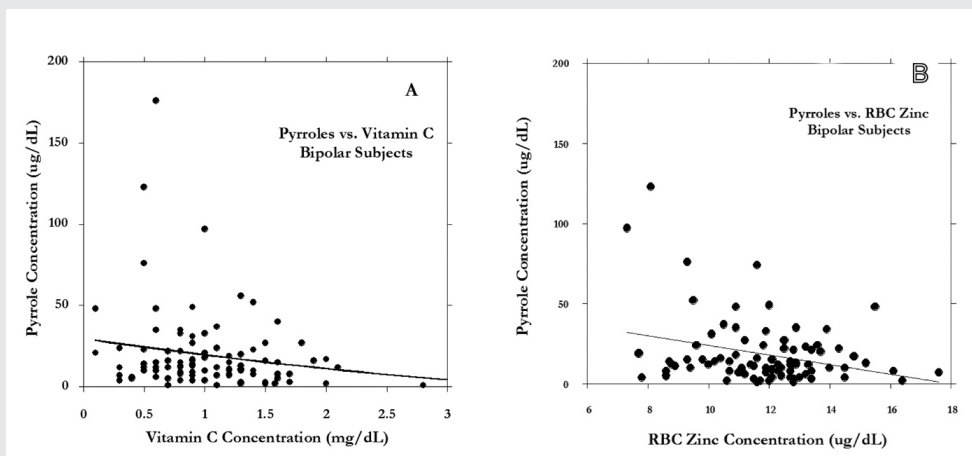 200
150
100
50
0
Pyrrole Concentration (ug/dL)
A
Pyrroles vs. Vitamin C
Bipolar Subjects
0 0.5 1 1.5 2 2.5 3
Vitamin C Concentration (mg/dL)
200
150
100
50
0
Pyrrole Concentration (ug/dL)
B
Pyrroles vs. RBC Zinc
Bipolar Subjects
6 8 10 12 14 16 18
RBC Zinc Concentration (ug/dL)